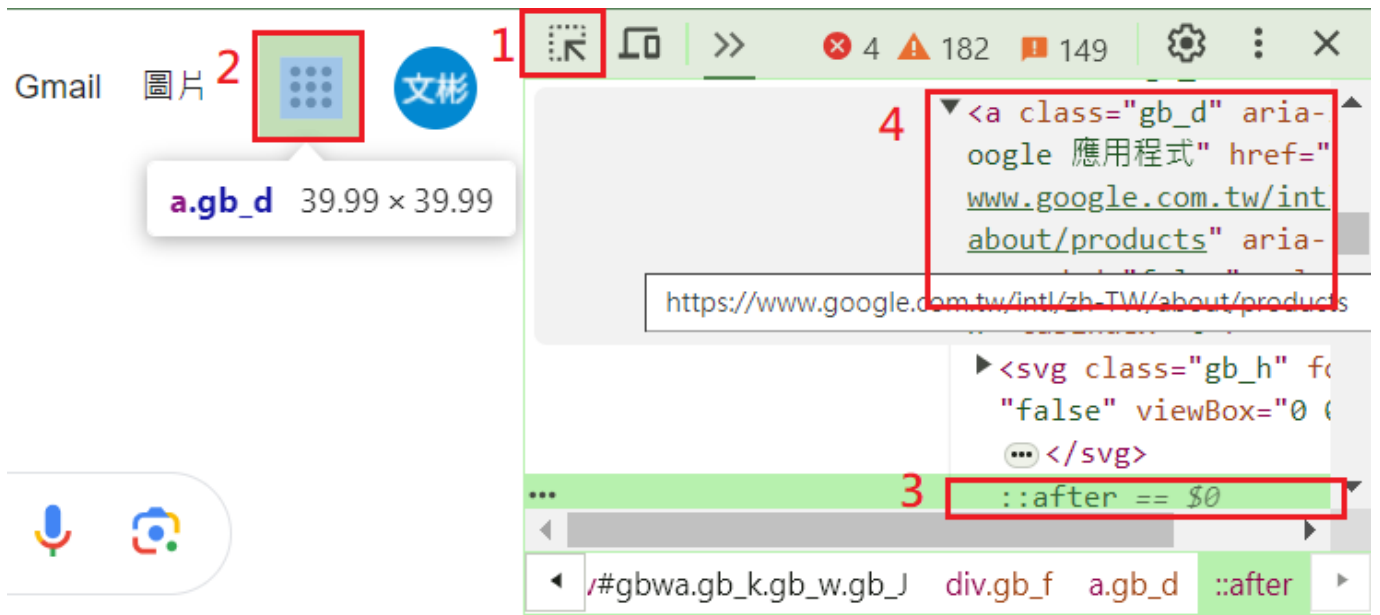 1
4 182 149
Gmail 圖片 2
文彬
4
<a class="gb_d" aria-
oogle 應用程式" href="
www.google.com.tw/int
about/products" aria-
a.gb_d 39.99 × 39.99
https://www.google.com.tw/intl/zh-TW/about/products
<svg class="gb_h" fo
"false" viewBox="0 0
</svg>
3
::after == $0
/#gbwa.gb_k.gb_w.gb_J div.gb_f a.gb_d ::after